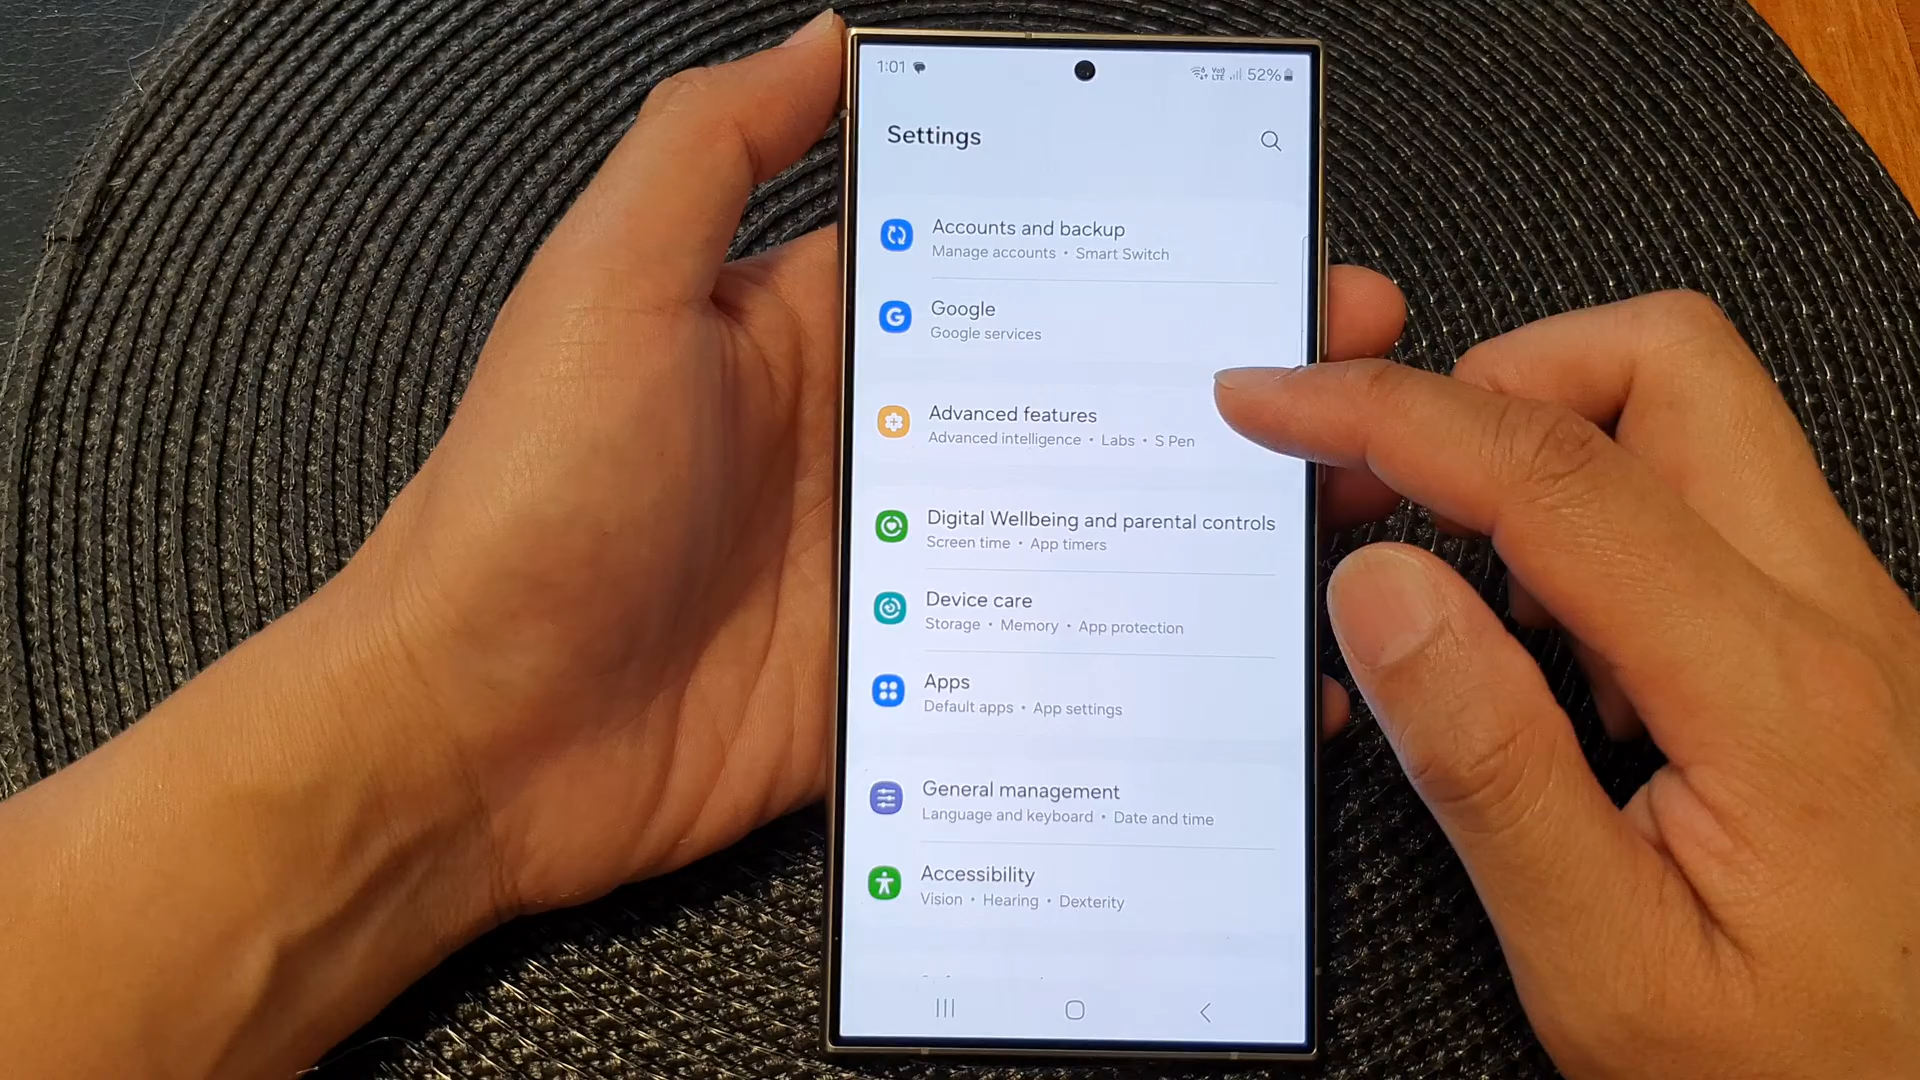 1:01
VoI)
LTE
52%
Settings
Accounts and backup
Manage accounts • Smart Switch
G
Google
Google services
Advanced features
Advanced intelligence • Labs • S Pen
Digital Wellbeing and parental controls
Screen time • App timers
Device care
Storage • Memory • App protection
Apps
Default apps • App settings
General management
Language and keyboard • Date and time
Accessibility
Vision • Hearing • Dexterity